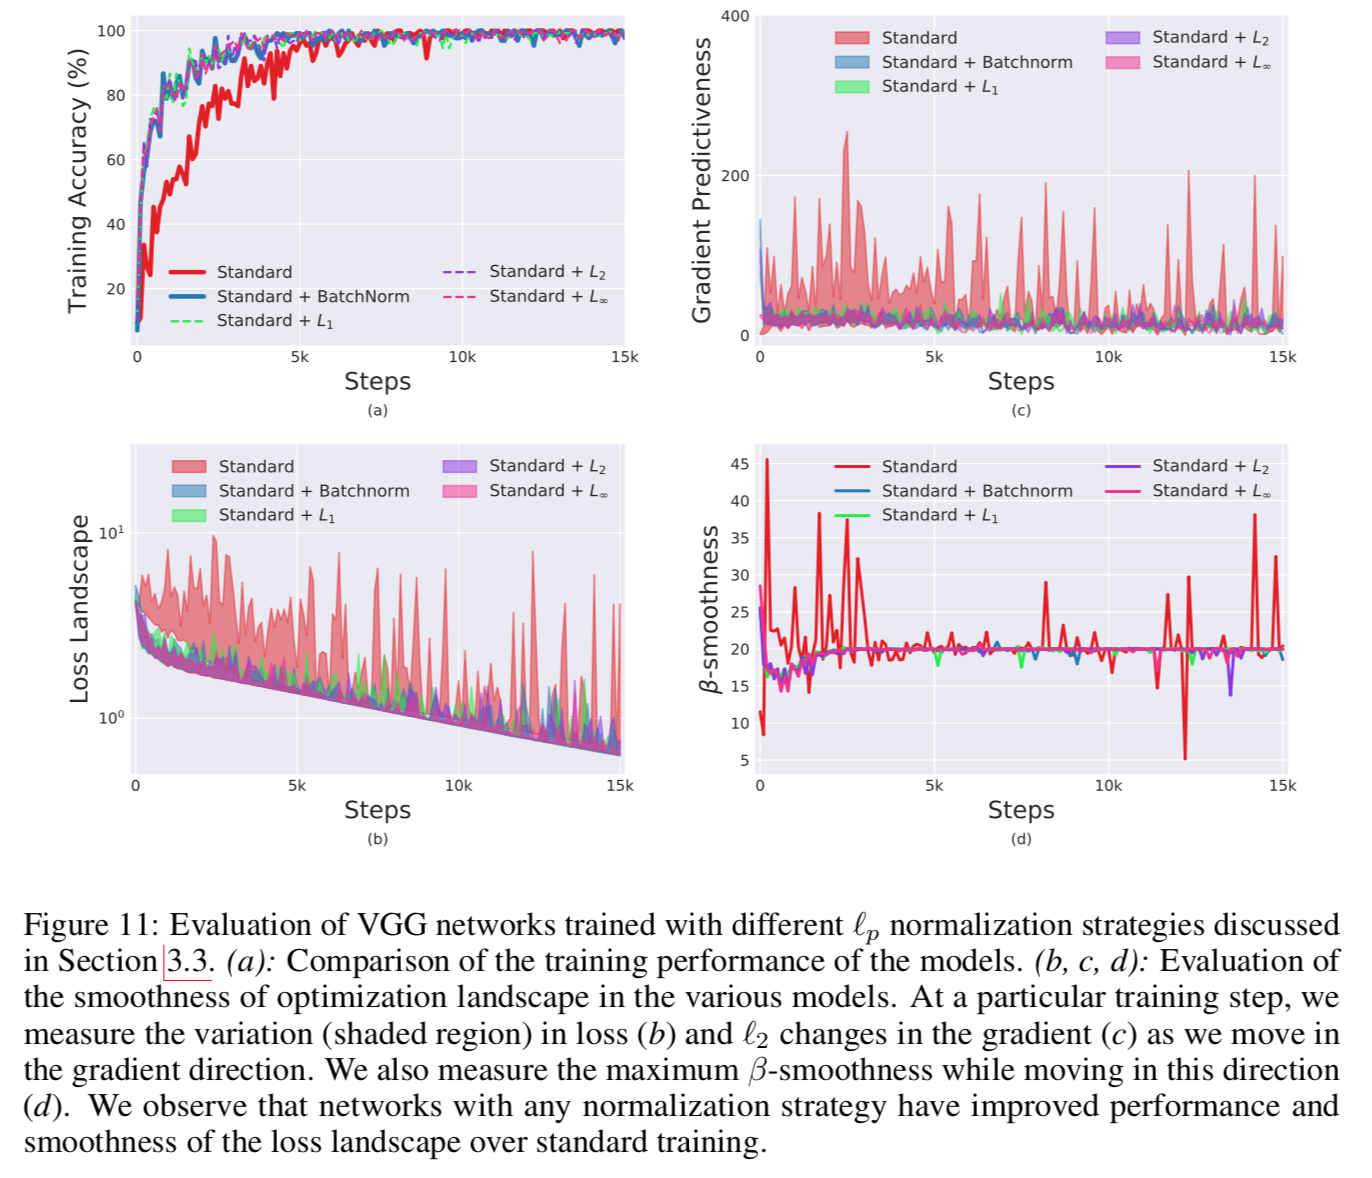 Training Accuracy (%)
100
80
60
40
20
Standard
Standard + BatchNorm
Standard + L₁
Standard + L₂
Standard + L∞
0
5k
10k
15k
Steps
(a)
Gradient Predictiveness
400
200
0
Standard
Standard + Batchnorm
Standard + L₁
Standard + L₂
Standard + L∞
0
5k
10k
15k
Steps
(c)
Loss Landscape
10¹
10⁰
Standard
Standard + Batchnorm
Standard + L₁
Standard + L₂
Standard + L∞
0
5k
10k
15k
Steps
(b)
β-smoothness
45
40
35
30
25
20
15
10
5
Standard
Standard + Batchnorm
Standard + L₁
Standard + L₂
Standard + L∞
0
5k
10k
15k
Steps
(d)
Figure 11: Evaluation of VGG networks trained with different ℓₚ normalization strategies discussed
in Section 3.3. (a): Comparison of the training performance of the models. (b, c, d): Evaluation of
the smoothness of optimization landscape in the various models. At a particular training step, we
measure the variation (shaded region) in loss (b) and ℓ₂ changes in the gradient (c) as we move in
the gradient direction. We also measure the maximum β-smoothness while moving in this direction
(d). We observe that networks with any normalization strategy have improved performance and
smoothness of the loss landscape over standard training.